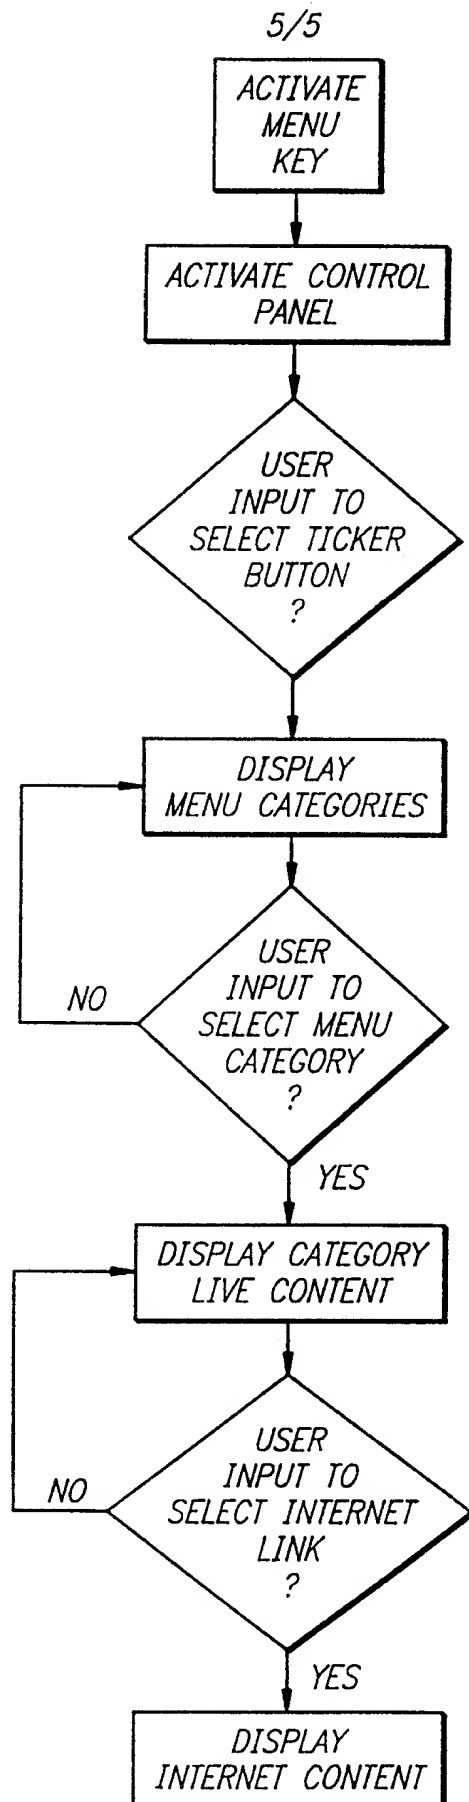 5/5
ACTIVATE
MENU
KEY
ACTIVATE CONTROL
PANEL
USER
INPUT TO
SELECT TICKER
BUTTON
?
DISPLAY
MENU CATEGORIES
USER
INPUT TO
SELECT MENU
CATEGORY
?
NO
YES
DISPLAY CATEGORY
LIVE CONTENT
USER
INPUT TO
SELECT INTERNET
LINK
?
NO
YES
DISPLAY
INTERNET CONTENT